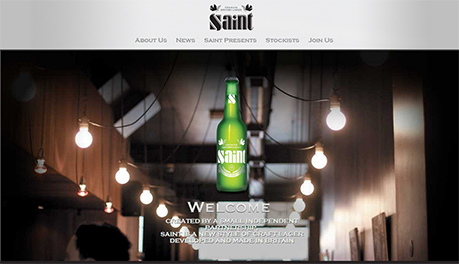 Saint
About Us News Saint Presents Stockists Join Us
Saint
Welcome
CREATED BY A SMALL INDEPENDENT
PARTNERSHIP
SAINT IS A NEW STYLE OF CRAFT LAGER
DEVELOPED AND MADE IN BRITAIN